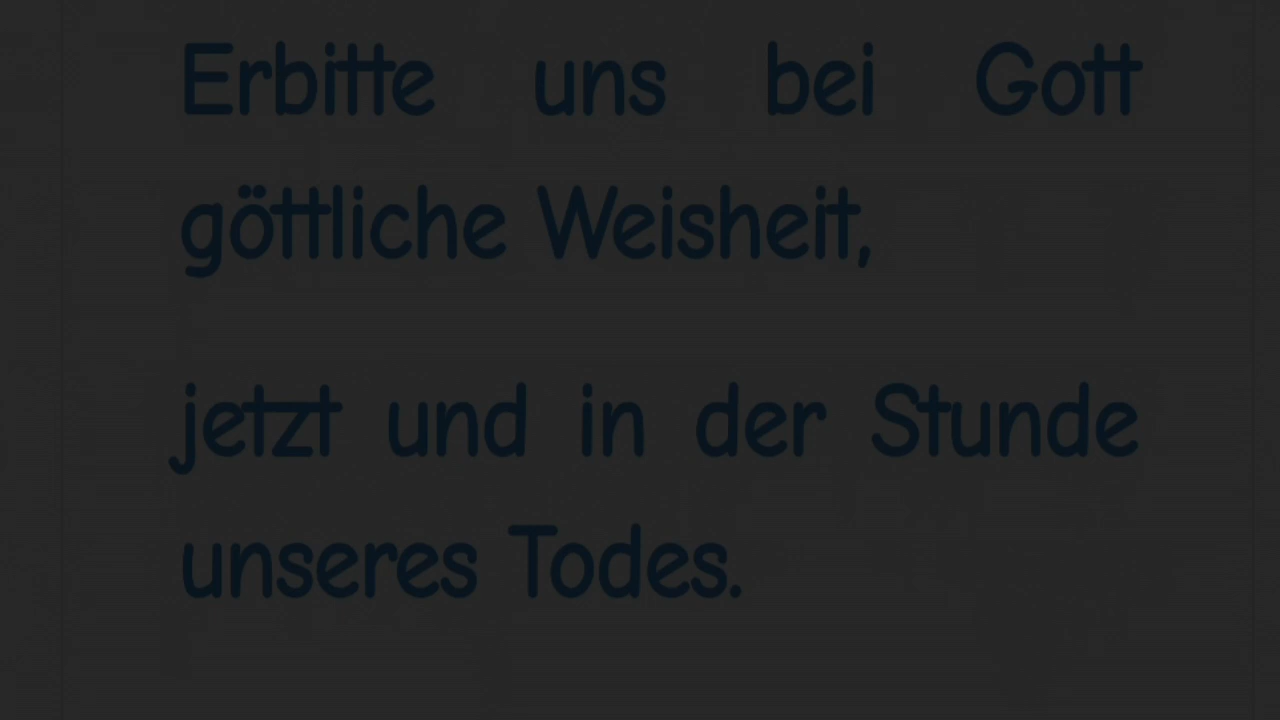 Erbitte uns bei Gott
göttliche Weisheit,
jetzt und in der Stunde
unseres Todes.